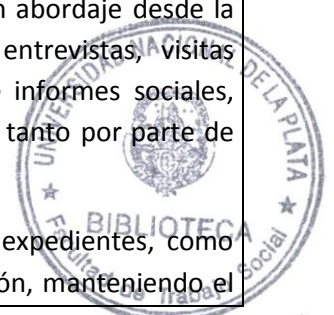 n abordaje desde la
entrevistas, visitas
informes sociales,
tanto por parte de
expedientes, como
ón, manteniendo el
UNIVERSIDAD NACIONAL DE LA PLATA
BIBLIOTECA
Facultad de Trabajo Social